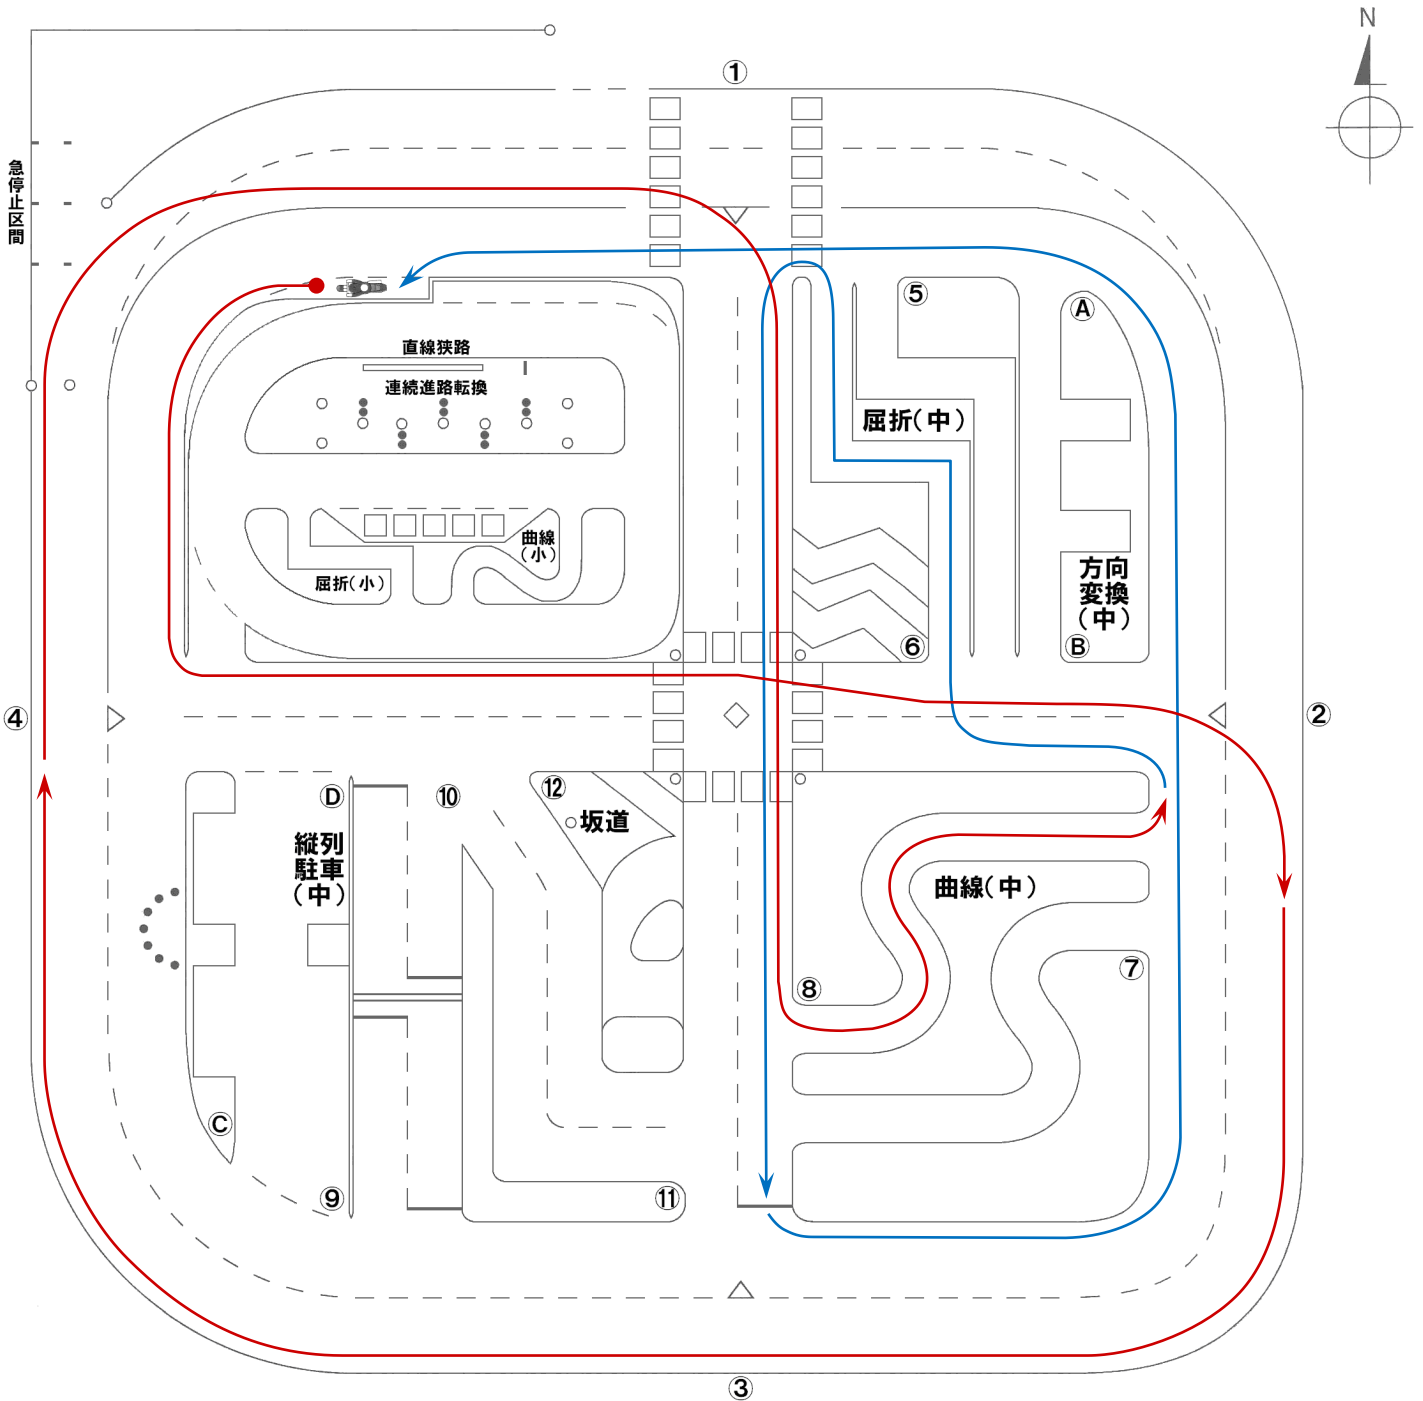 N
①
急停止区間
⑤
Ⓐ
直線狭路
連続進路転換
屈折(中)
曲線
(小)
屈折(小)
方向
変換
(中)
⑥
Ⓑ
④
②
Ⓓ
⑩
⑫
坂道
縦列
駐車
(中)
曲線(中)
⑦
⑧
Ⓒ
⑨
⑪
③